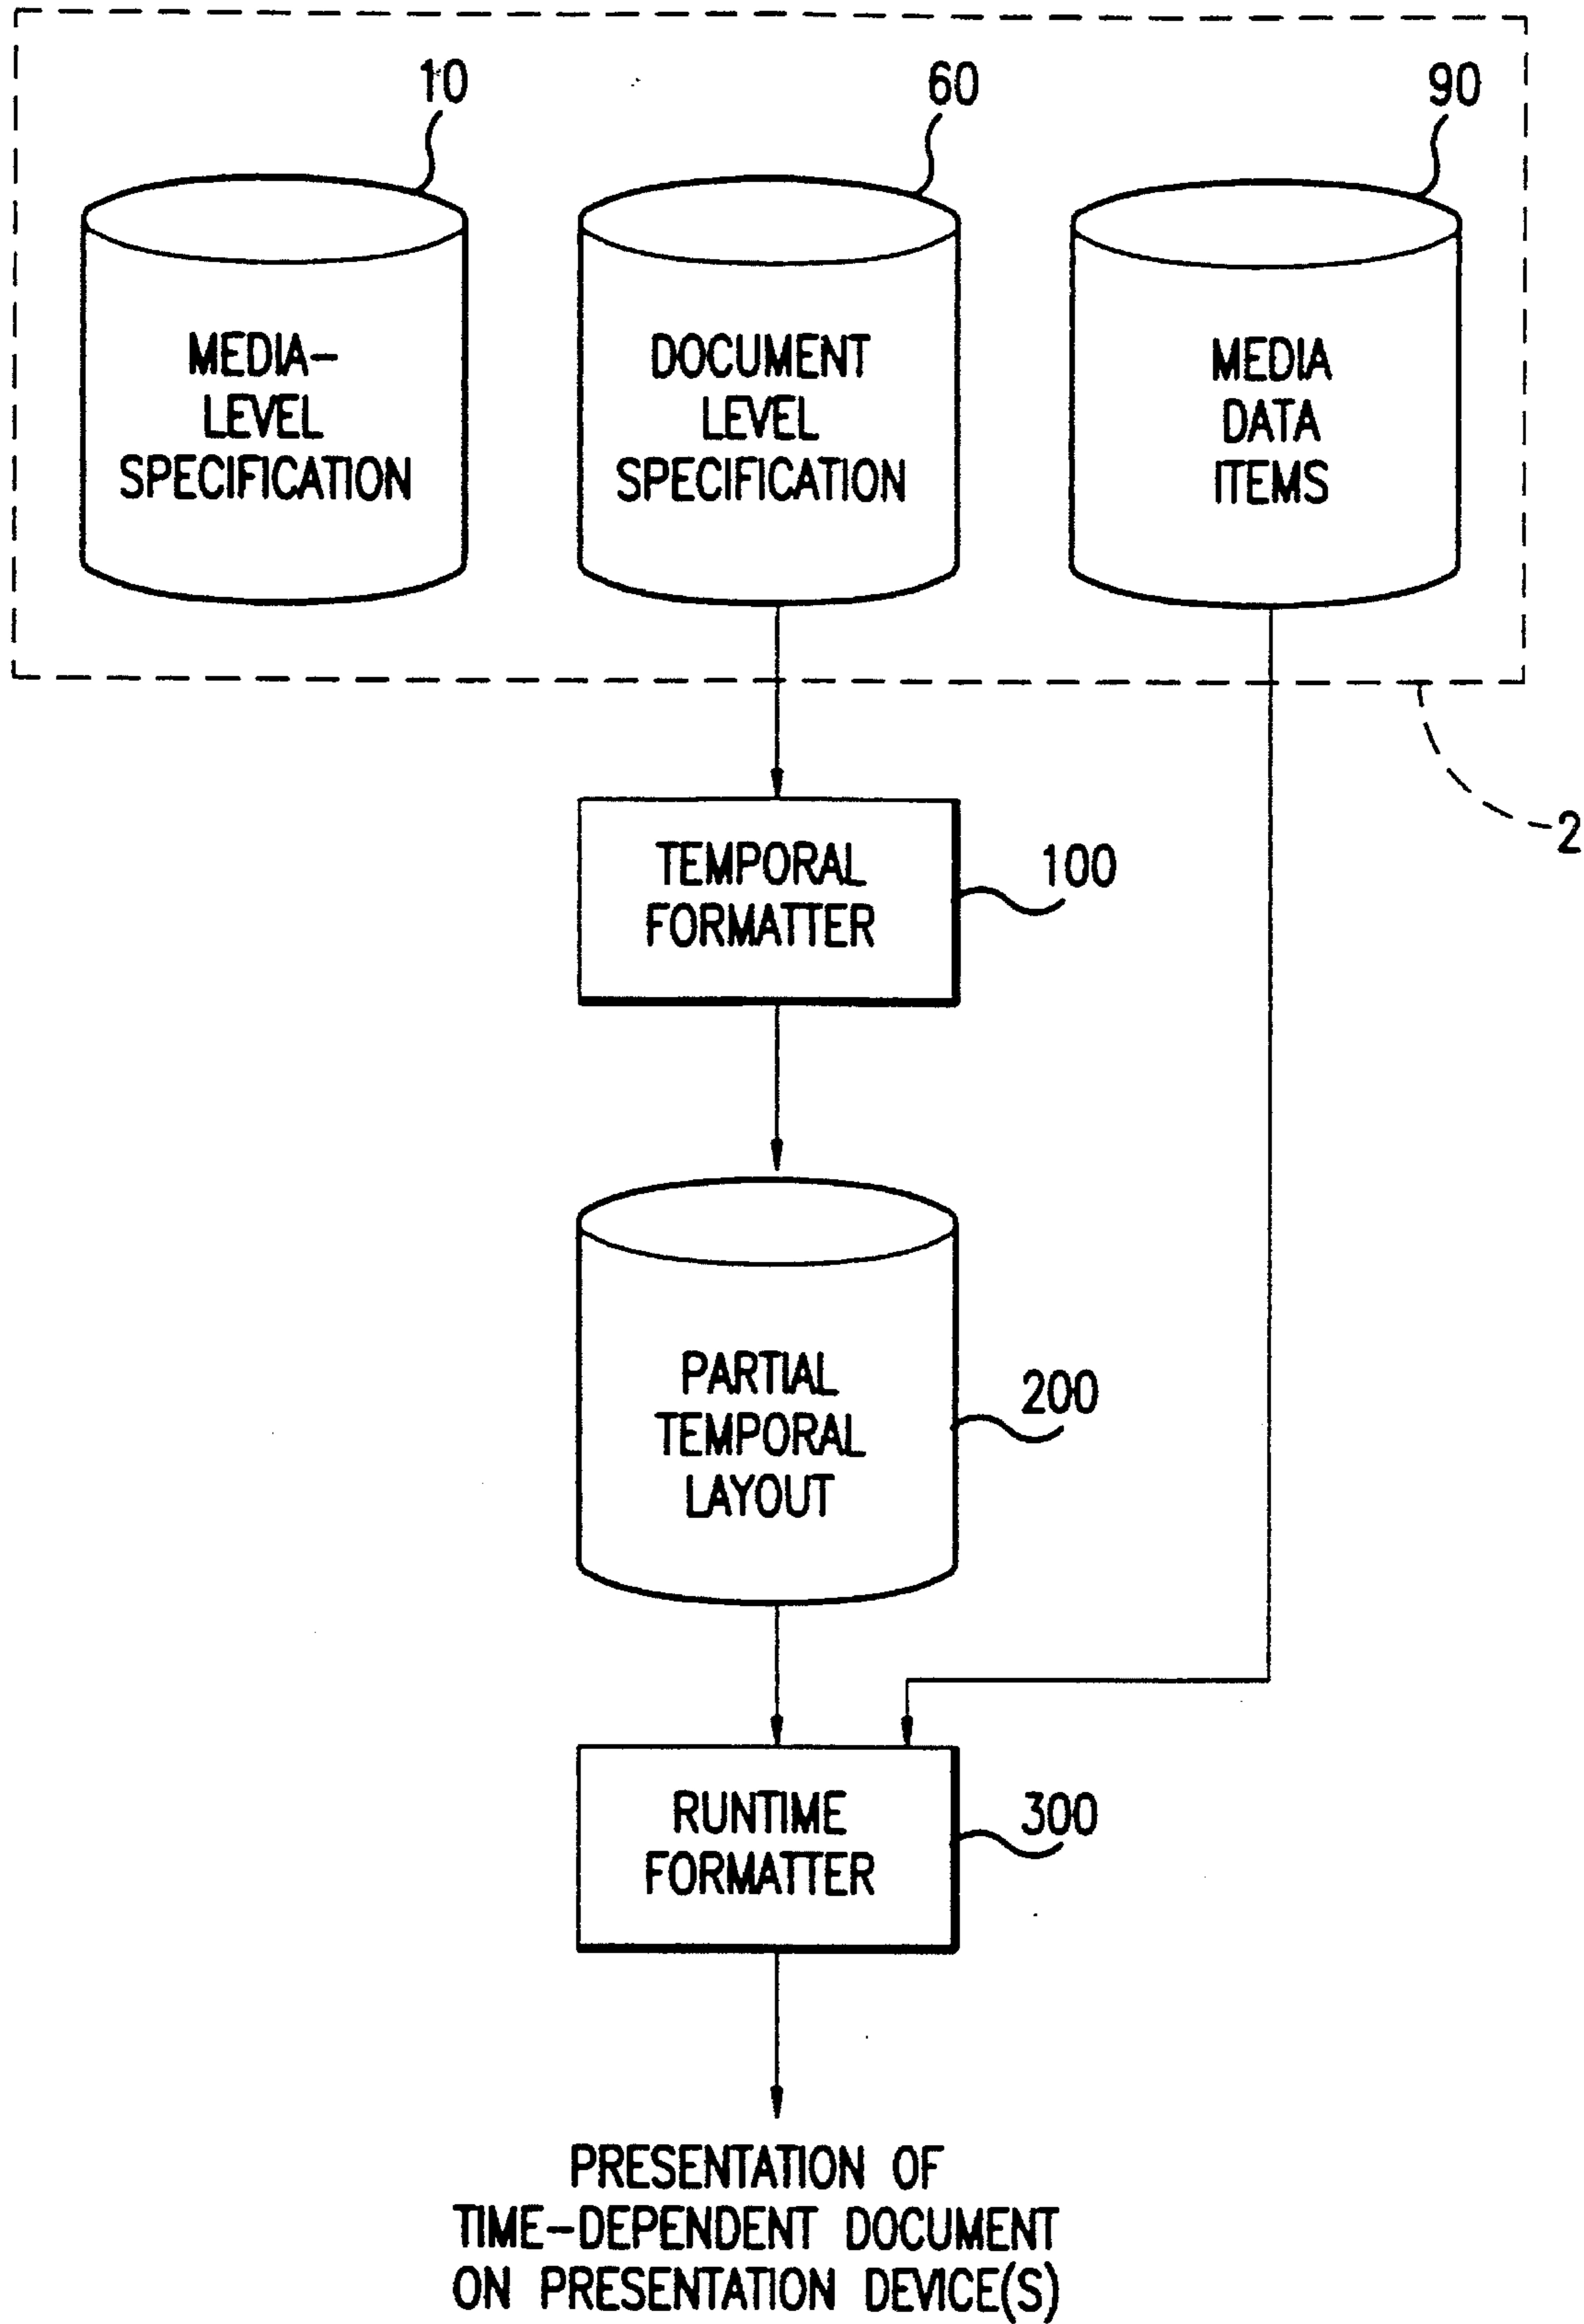 10
60
90
MEDIA-
LEVEL
SPECIFICATION
DOCUMENT
LEVEL
SPECIFICATION
MEDIA
DATA
ITEMS
2
TEMPORAL
FORMATTER
100
PARTIAL
TEMPORAL
LAYOUT
200
RUNTIME
FORMATTER
300
PRESENTATION OF
TIME-DEPENDENT DOCUMENT
ON PRESENTATION DEVICE(S)